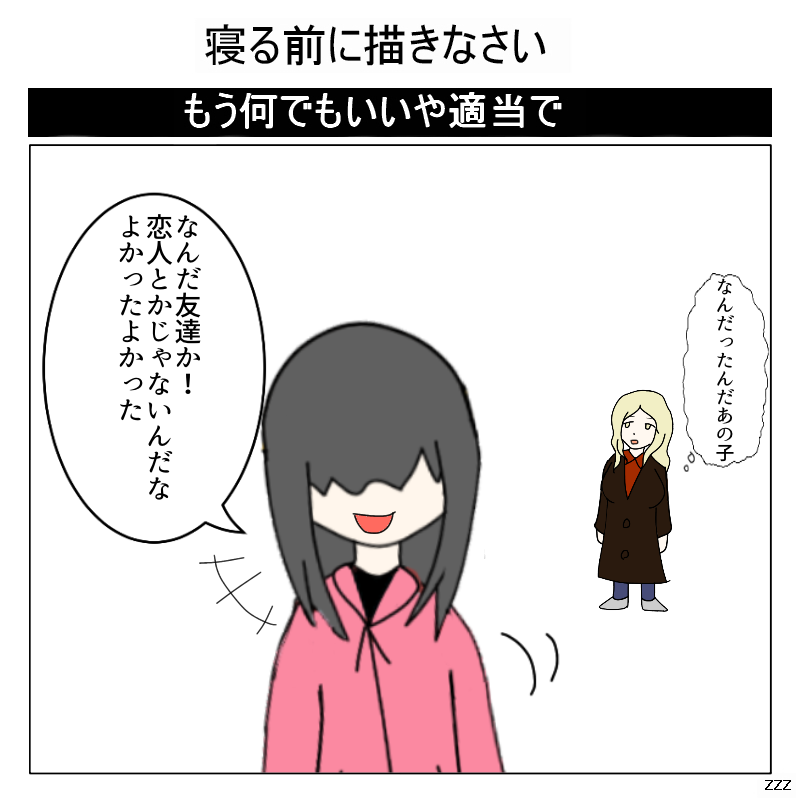 寝る前に描きなさい
もう何でもいいや適当で
なんだ友達か！
恋人とかじゃないんだな
よかったよかった
なんだったんだあの子
ZZZ